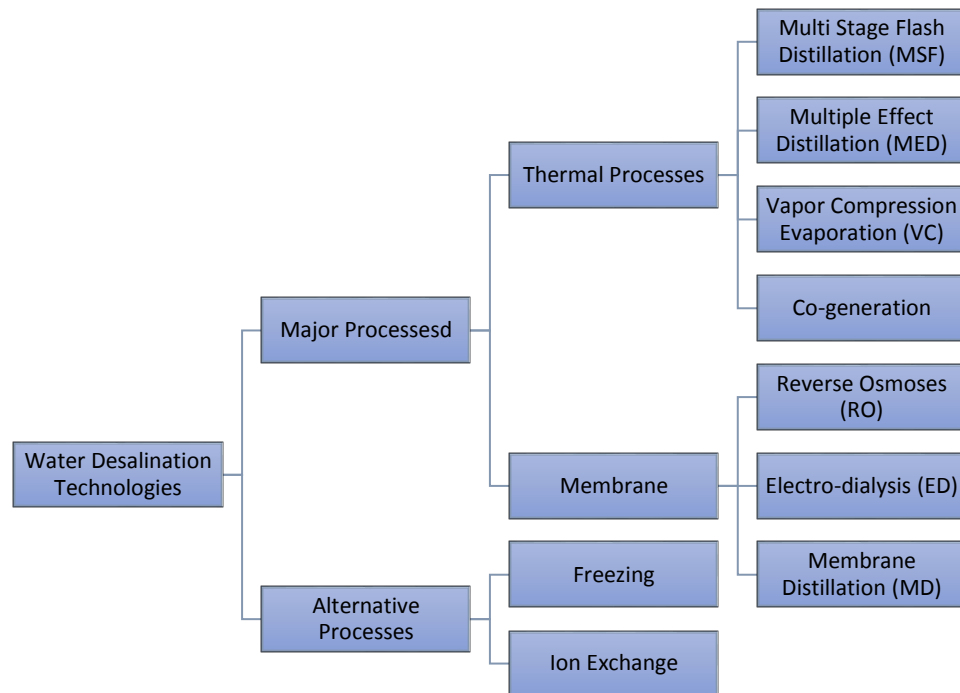 Water Desalination
Technologies
Major Processesd
Thermal Processes
Multi Stage Flash
Distillation (MSF)
Multiple Effect
Distillation (MED)
Vapor Compression
Evaporation (VC)
Co-generation
Membrane
Reverse Osmoses
(RO)
Electro-dialysis (ED)
Membrane
Distillation (MD)
Alternative
Processes
Freezing
Ion Exchange